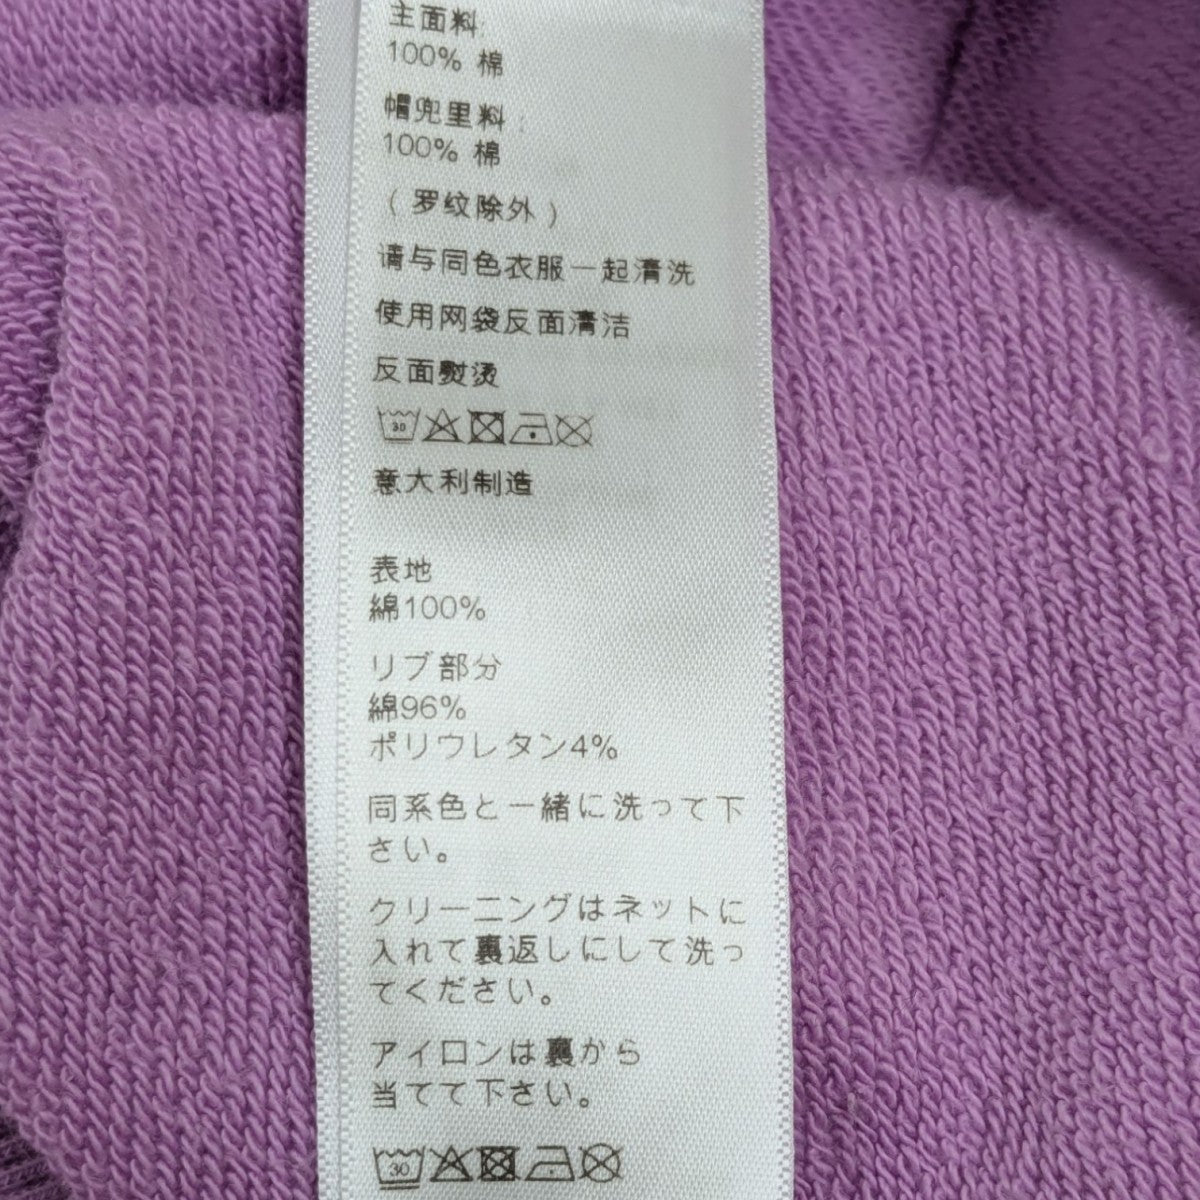 主面料
100% 棉
帽兜里料
100% 棉
(罗纹除外)
请与同色衣服一起清洗
使用网袋反面清洁
反面熨烫
30
意大利制造
表地
綿100%
リブ部分
綿96%
ポリウレタン4%
同系色と一緒に洗って下
さい。
クリーニングはネットに
入れて裏返しにして洗っ
てください。
アイロンは裏から
当てて下さい。
30